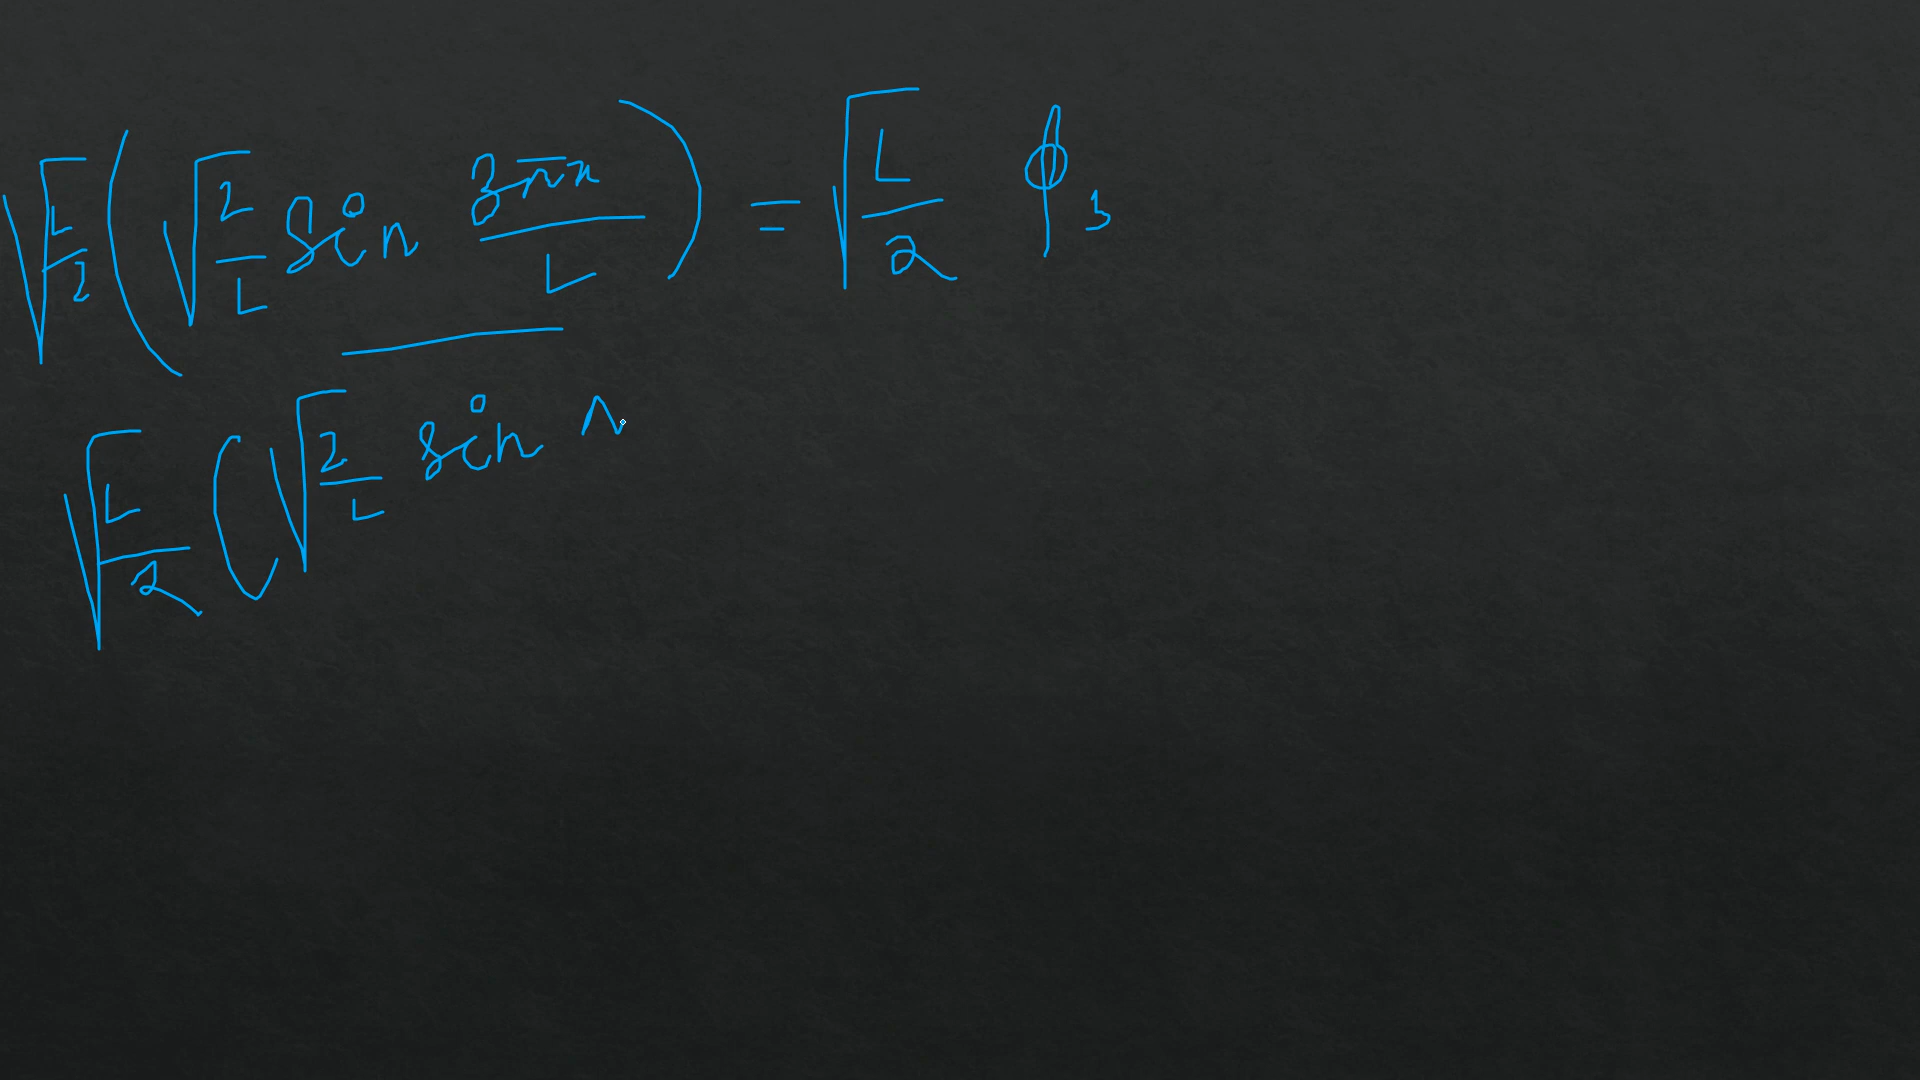 √(L/2) (√(2/L) sin 3πx/L) = √(L/2) ϕ₃
√(L/2) (√(2/L) sin